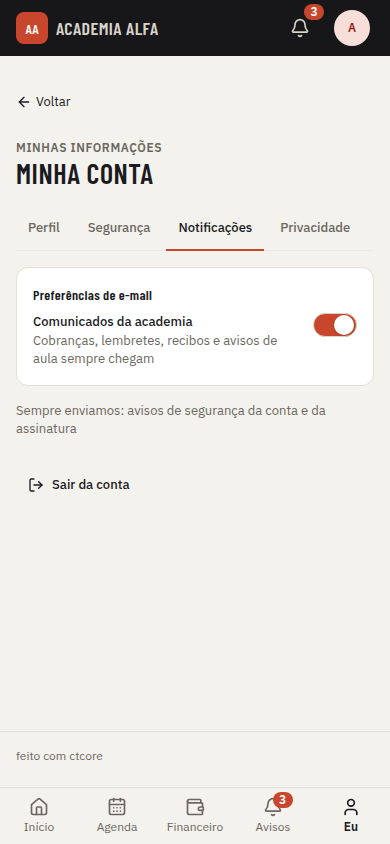 AA
ACADEMIA ALFA
3
A
Voltar
MINHAS INFORMAÇÕES
MINHA CONTA
Perfil
Segurança
Notificações
Privacidade
Preferências de e-mail
Comunicados da academia
Cobranças, lembretes, recibos e avisos de
aula sempre chegam
Sempre enviamos: avisos de segurança da conta e da
assinatura
Sair da conta
feito com ctcore
3
Início
Agenda
Financeiro
Avisos
Eu